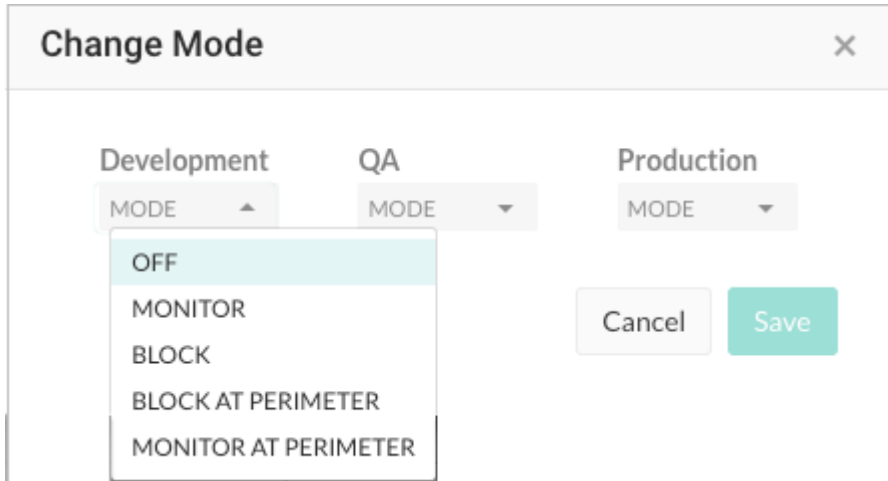 Change Mode
Development QA Production
MODE MODE MODE
OFF
MONITOR
BLOCK
BLOCK AT PERIMETER
MONITOR AT PERIMETER
Cancel Save